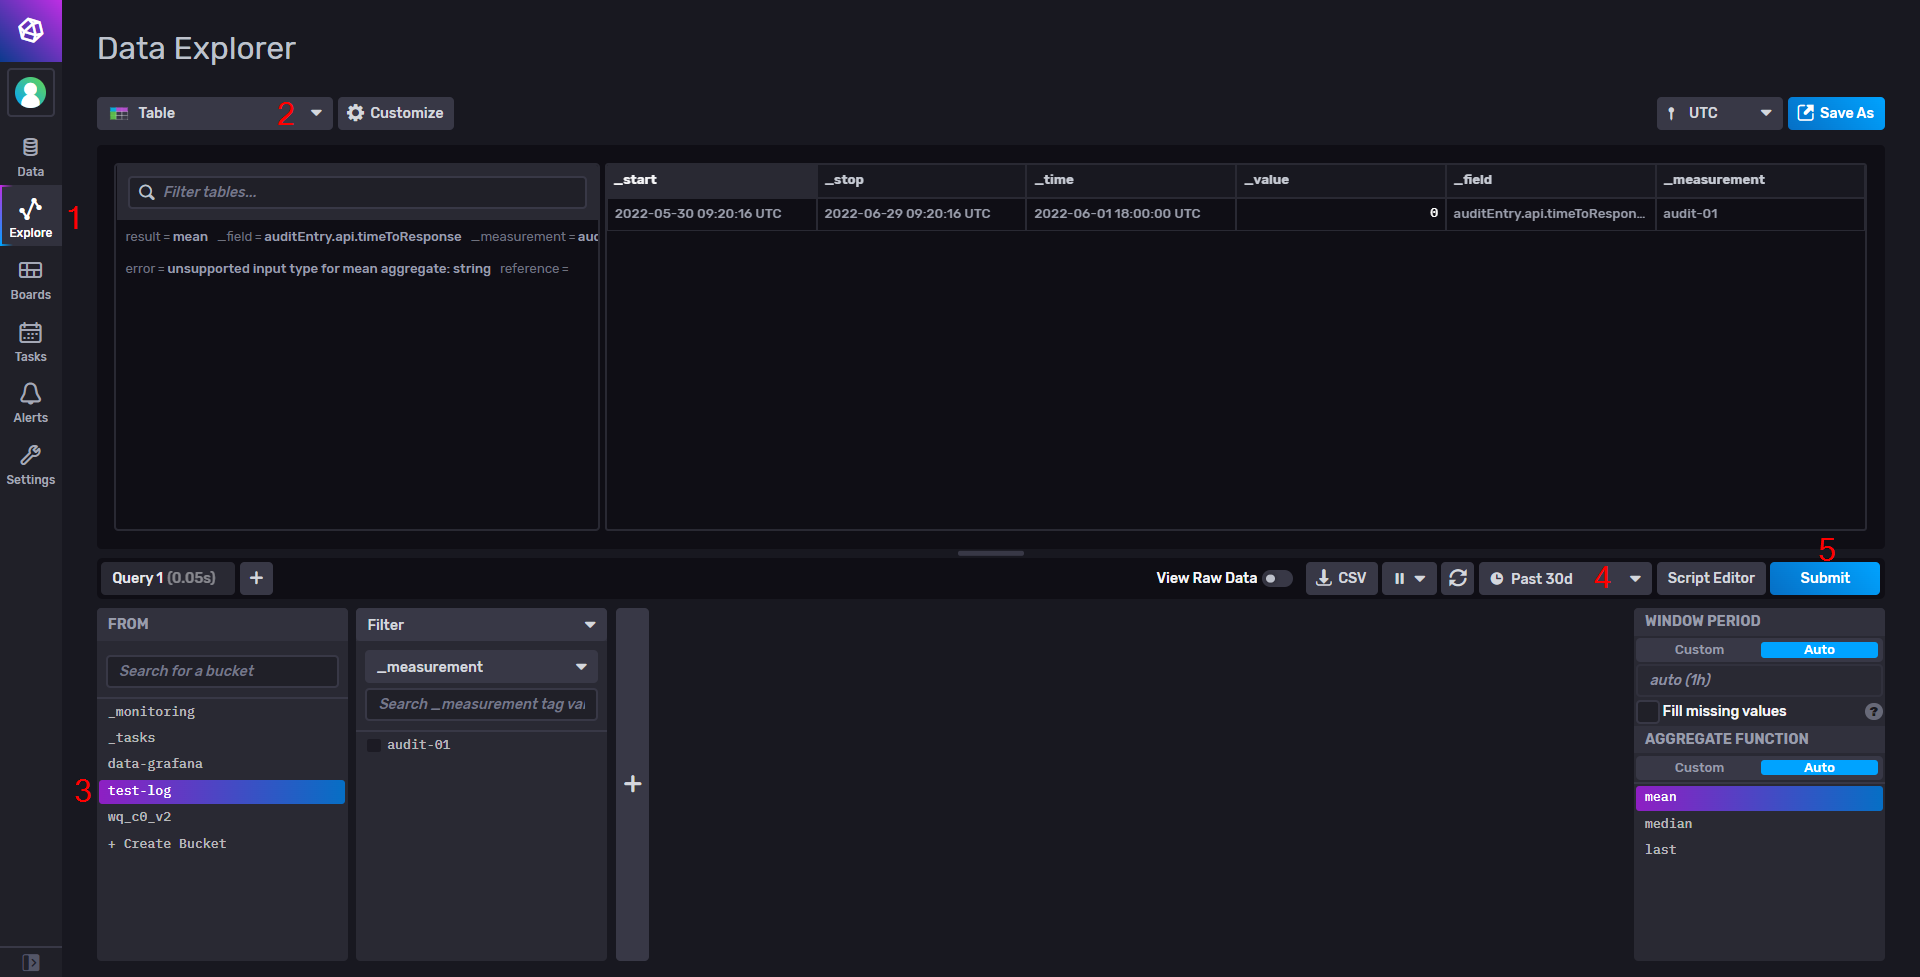 Data Explorer
Table 2
Customize
UTC
Save As
Data
Explore 1
Boards
Tasks
Alerts
Settings
Filter tables...
result = mean _field = auditEntry.api.timeToResponse _measurement = aud
error = unsupported input type for mean aggregate: string reference =
_start _stop _time _value _field _measurement
2022-05-30 09:20:16 UTC 2022-06-29 09:20:16 UTC 2022-06-01 18:00:00 UTC 0 auditEntry.api.timeToRespon... audit-01
5
Query 1 (0.05s) + View Raw Data CSV Past 30d 4 Script Editor Submit
FROM
Search for a bucket
_monitoring
_tasks
data-grafana
3 test-log
wq_c0_v2
+ Create Bucket
Filter
_measurement
Search _measurement tag val
audit-01
+
WINDOW PERIOD
Custom Auto
auto (1h)
Fill missing values ?
AGGREGATE FUNCTION
Custom Auto
mean
median
last